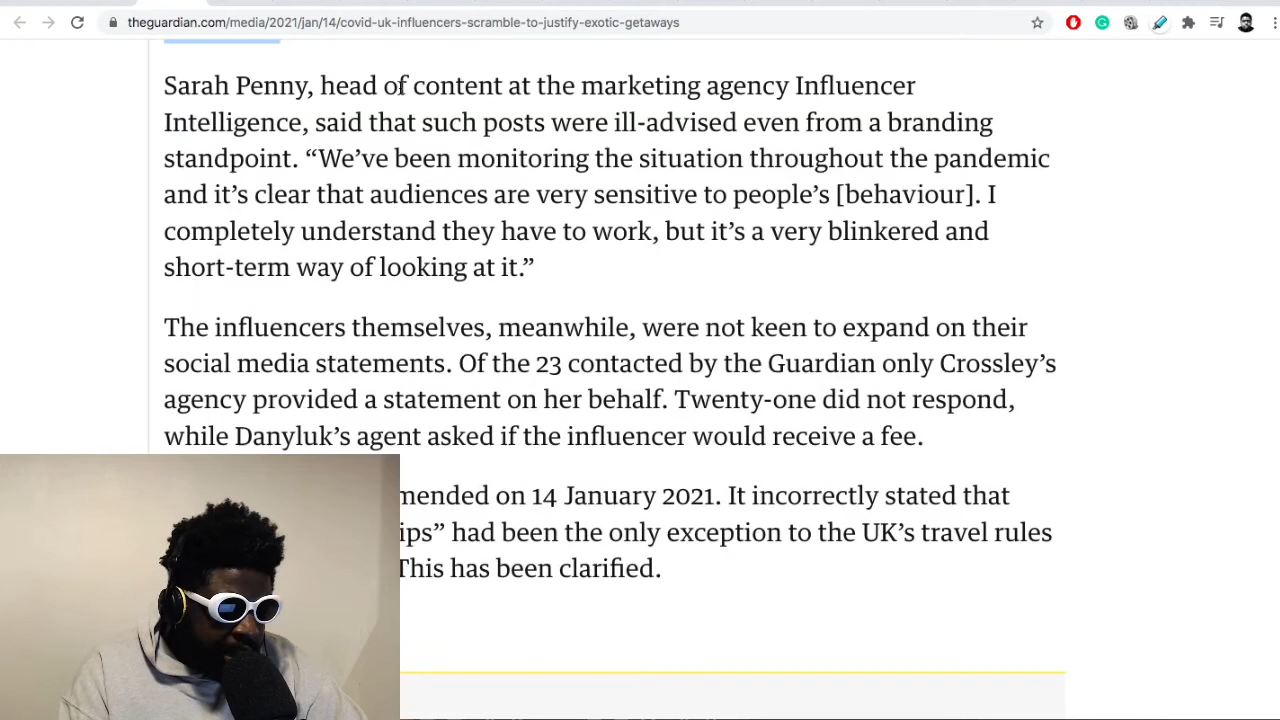 theguardian.com/media/2021/jan/14/covid-uk-influencers-scramble-to-justify-exotic-getaways
Sarah Penny, head of content at the marketing agency Influencer
Intelligence, said that such posts were ill-advised even from a branding
standpoint. “We’ve been monitoring the situation throughout the pandemic
and it’s clear that audiences are very sensitive to people’s [behaviour]. I
completely understand they have to work, but it’s a very blinkered and
short-term way of looking at it.”
The influencers themselves, meanwhile, were not keen to expand on their
social media statements. Of the 23 contacted by the Guardian only Crossley’s
agency provided a statement on her behalf. Twenty-one did not respond,
while Danyluk’s agent asked if the influencer would receive a fee.
mended on 14 January 2021. It incorrectly stated that
ips” had been the only exception to the UK’s travel rules
This has been clarified.